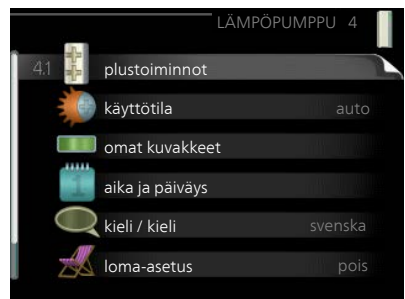 LÄMPÖPUMPPU 4
4.1 plustoiminnot
käyttötila auto
omat kuvakkeet
aika ja päiväys
kieli / kieli svenska
loma-asetus pois